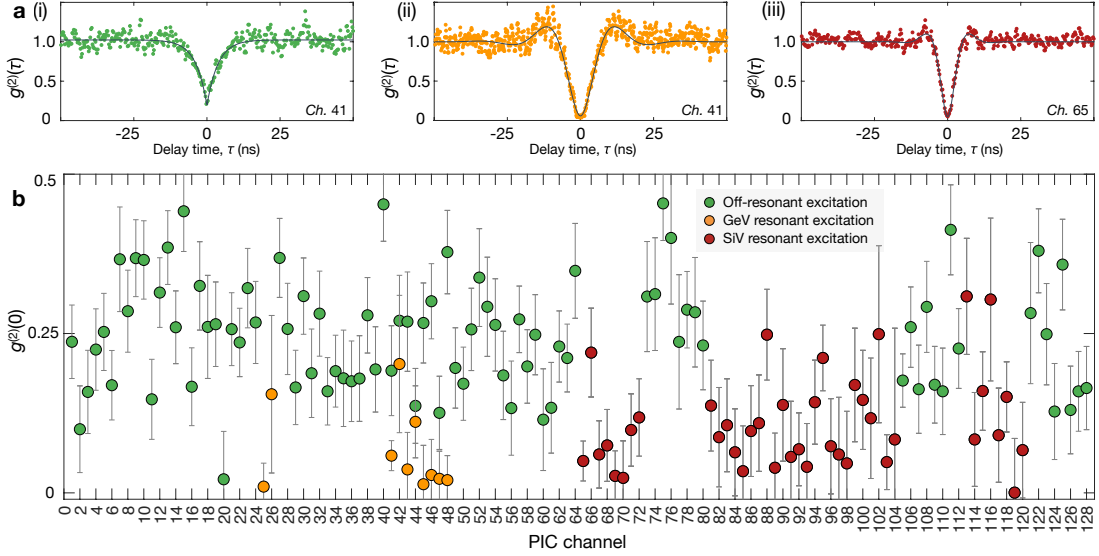 a (i) (ii) (iii)
g⁽²⁾(τ) 1.0 0.5 0 Ch. 41
-25 0 25
Delay time, τ (ns)
g⁽²⁾(τ) 1.0 0.5 0 Ch. 41
-25 0 25
Delay time, τ (ns)
g⁽²⁾(τ) 1.0 0.5 0 Ch. 65
-25 0 25
Delay time, τ (ns)
b
0.5
0.25
0
g⁽²⁾(0)
Off-resonant excitation
GeV resonant excitation
SiV resonant excitation
0 2 4 6 8 10 12 14 16 18 20 22 24 26 28 30 32 34 36 38 40 42 44 46 48 50 52 54 56 58 60 62 64 66 68 70 72 74 76 78 80 82 84 86 88 90 92 94 96 98 100 102 104 106 108 110 112 114 116 118 120 122 124 126 128
PIC channel